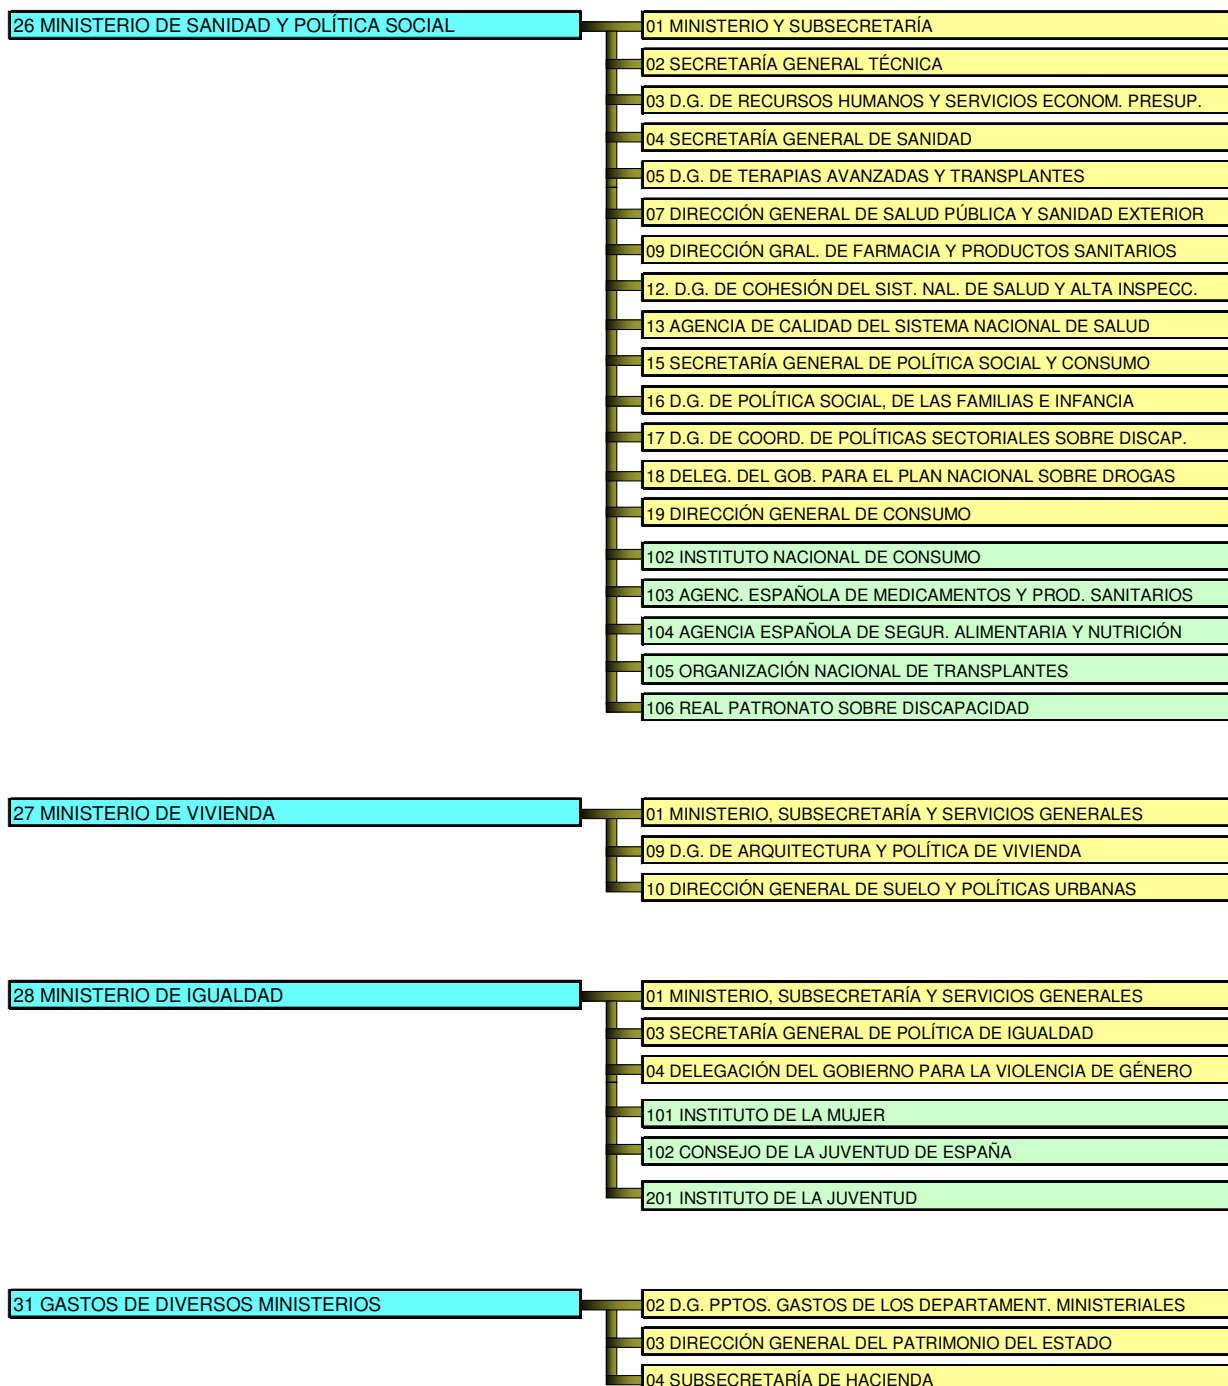 26 MINISTERIO DE SANIDAD Y POLÍTICA SOCIAL
01 MINISTERIO Y SUBSECRETARÍA
02 SECRETARÍA GENERAL TÉCNICA
03 D.G. DE RECURSOS HUMANOS Y SERVICIOS ECONOM. PRESUP.
04 SECRETARÍA GENERAL DE SANIDAD
05 D.G. DE TERAPIAS AVANZADAS Y TRANSPLANTES
07 DIRECCIÓN GENERAL DE SALUD PÚBLICA Y SANIDAD EXTERIOR
09 DIRECCIÓN GRAL. DE FARMACIA Y PRODUCTOS SANITARIOS
12. D.G. DE COHESIÓN DEL SIST. NAL. DE SALUD Y ALTA INSPECC.
13 AGENCIA DE CALIDAD DEL SISTEMA NACIONAL DE SALUD
15 SECRETARÍA GENERAL DE POLÍTICA SOCIAL Y CONSUMO
16 D.G. DE POLÍTICA SOCIAL, DE LAS FAMILIAS E INFANCIA
17 D.G. DE COORD. DE POLÍTICAS SECTORIALES SOBRE DISCAP.
18 DELEG. DEL GOB. PARA EL PLAN NACIONAL SOBRE DROGAS
19 DIRECCIÓN GENERAL DE CONSUMO
102 INSTITUTO NACIONAL DE CONSUMO
103 AGENC. ESPAÑOLA DE MEDICAMENTOS Y PROD. SANITARIOS
104 AGENCIA ESPAÑOLA DE SEGUR. ALIMENTARIA Y NUTRICIÓN
105 ORGANIZACIÓN NACIONAL DE TRANSPLANTES
106 REAL PATRONATO SOBRE DISCAPACIDAD
27 MINISTERIO DE VIVIENDA
01 MINISTERIO, SUBSECRETARÍA Y SERVICIOS GENERALES
09 D.G. DE ARQUITECTURA Y POLÍTICA DE VIVIENDA
10 DIRECCIÓN GENERAL DE SUELO Y POLÍTICAS URBANAS
28 MINISTERIO DE IGUALDAD
01 MINISTERIO, SUBSECRETARÍA Y SERVICIOS GENERALES
03 SECRETARÍA GENERAL DE POLÍTICA DE IGUALDAD
04 DELEGACIÓN DEL GOBIERNO PARA LA VIOLENCIA DE GÉNERO
101 INSTITUTO DE LA MUJER
102 CONSEJO DE LA JUVENTUD DE ESPAÑA
201 INSTITUTO DE LA JUVENTUD
31 GASTOS DE DIVERSOS MINISTERIOS
02 D.G. PPTOS. GASTOS DE LOS DEPARTAMENT. MINISTERIALES
03 DIRECCIÓN GENERAL DEL PATRIMONIO DEL ESTADO
04 SUBSECRETARÍA DE HACIENDA